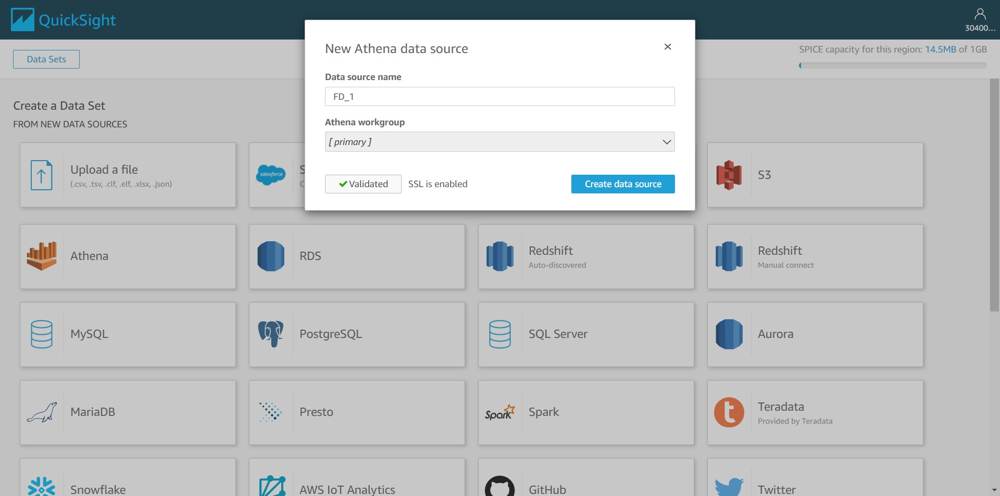 QuickSight
30400...
Data Sets
SPICE capacity for this region: 14.5MB of 1GB
New Athena data source
Data source name
FD_1
Athena workgroup
[ primary ]
Validated
SSL is enabled
Create data source
Create a Data Set
FROM NEW DATA SOURCES
Upload a file
(.csv, .tsv, .clf, .elf, .xlsx, .json)
salesforce
S
C
S3
Athena
RDS
Redshift
Auto-discovered
Redshift
Manual connect
MySQL
PostgreSQL
SQL Server
Aurora
MariaDB
Presto
Spark
Spark
t
Teradata
Provided by Teradata
Snowflake
AWS IoT Analytics
GitHub
Twitter